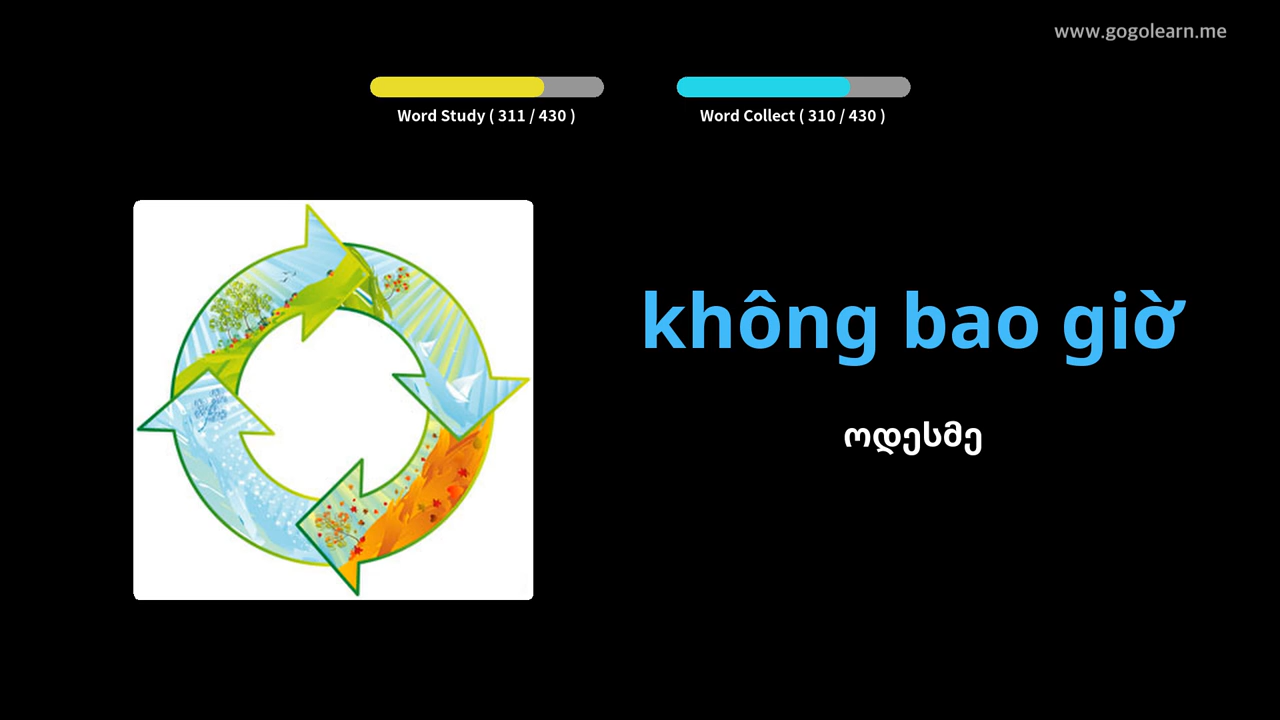 www.gogolearn.me
Word Study ( 311 / 430 )
Word Collect ( 310 / 430 )
không bao giờ
ოდესმე